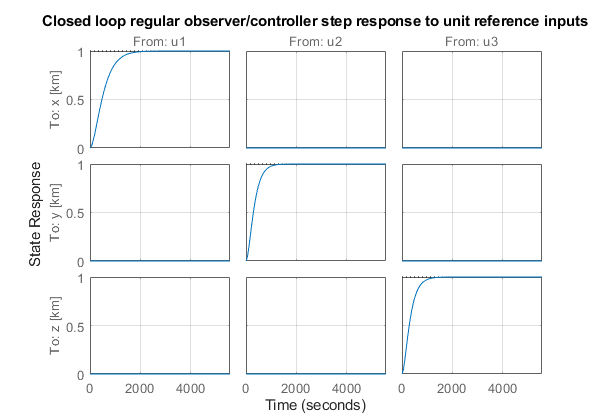 Closed loop regular observer/controller step response to unit reference inputs
From: u1 From: u2 From: u3
1
0.5
0
To: x [km]
1
0.5
0
To: y [km]
State Response
1
0.5
0
To: z [km]
0 2000 4000 0 2000 4000 0 2000 4000
Time (seconds)